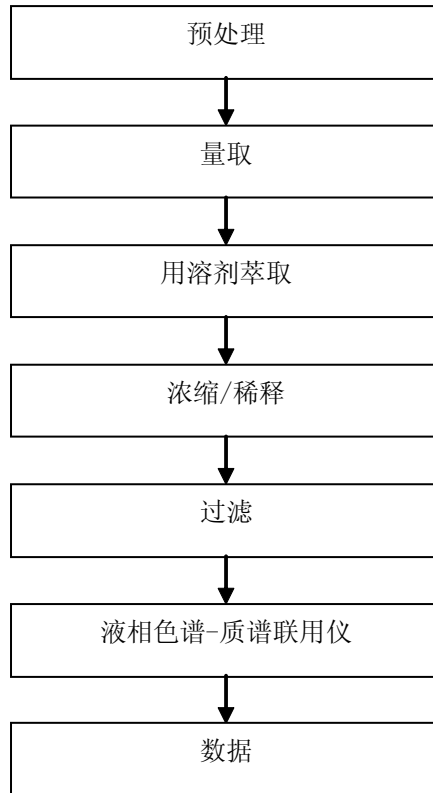 预处理
量取
用溶剂萃取
浓缩/稀释
过滤
液相色谱-质谱联用仪
数据